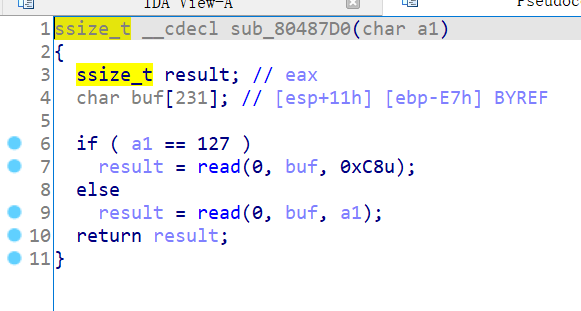 IDA View-A Pseudoco
1 ssize_t __cdecl sub_80487D0(char a1)
2 {
3 ssize_t result; // eax
4 char buf[231]; // [esp+11h] [ebp-E7h] BYREF
5
6 if ( a1 == 127 )
7 result = read(0, buf, 0xC8u);
8 else
9 result = read(0, buf, a1);
10 return result;
11 }